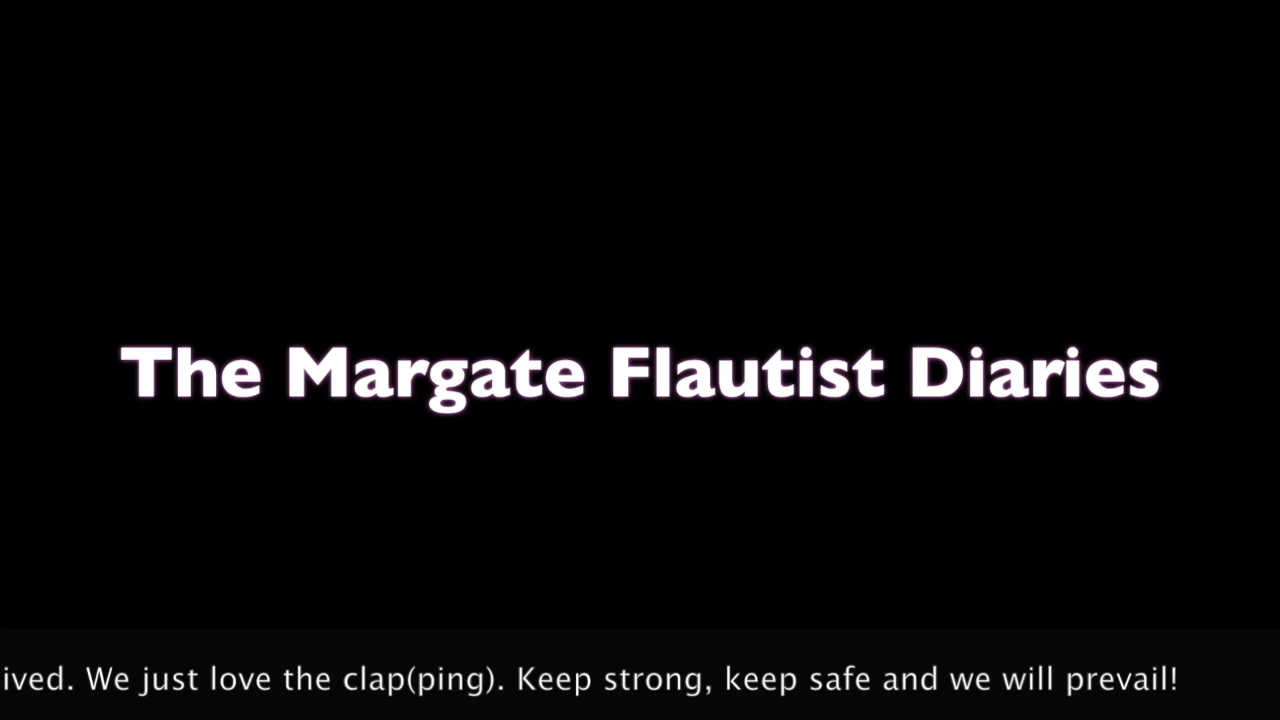 The Margate Flautist Diaries
ived. We just love the clap(ping). Keep strong, keep safe and we will prevail!